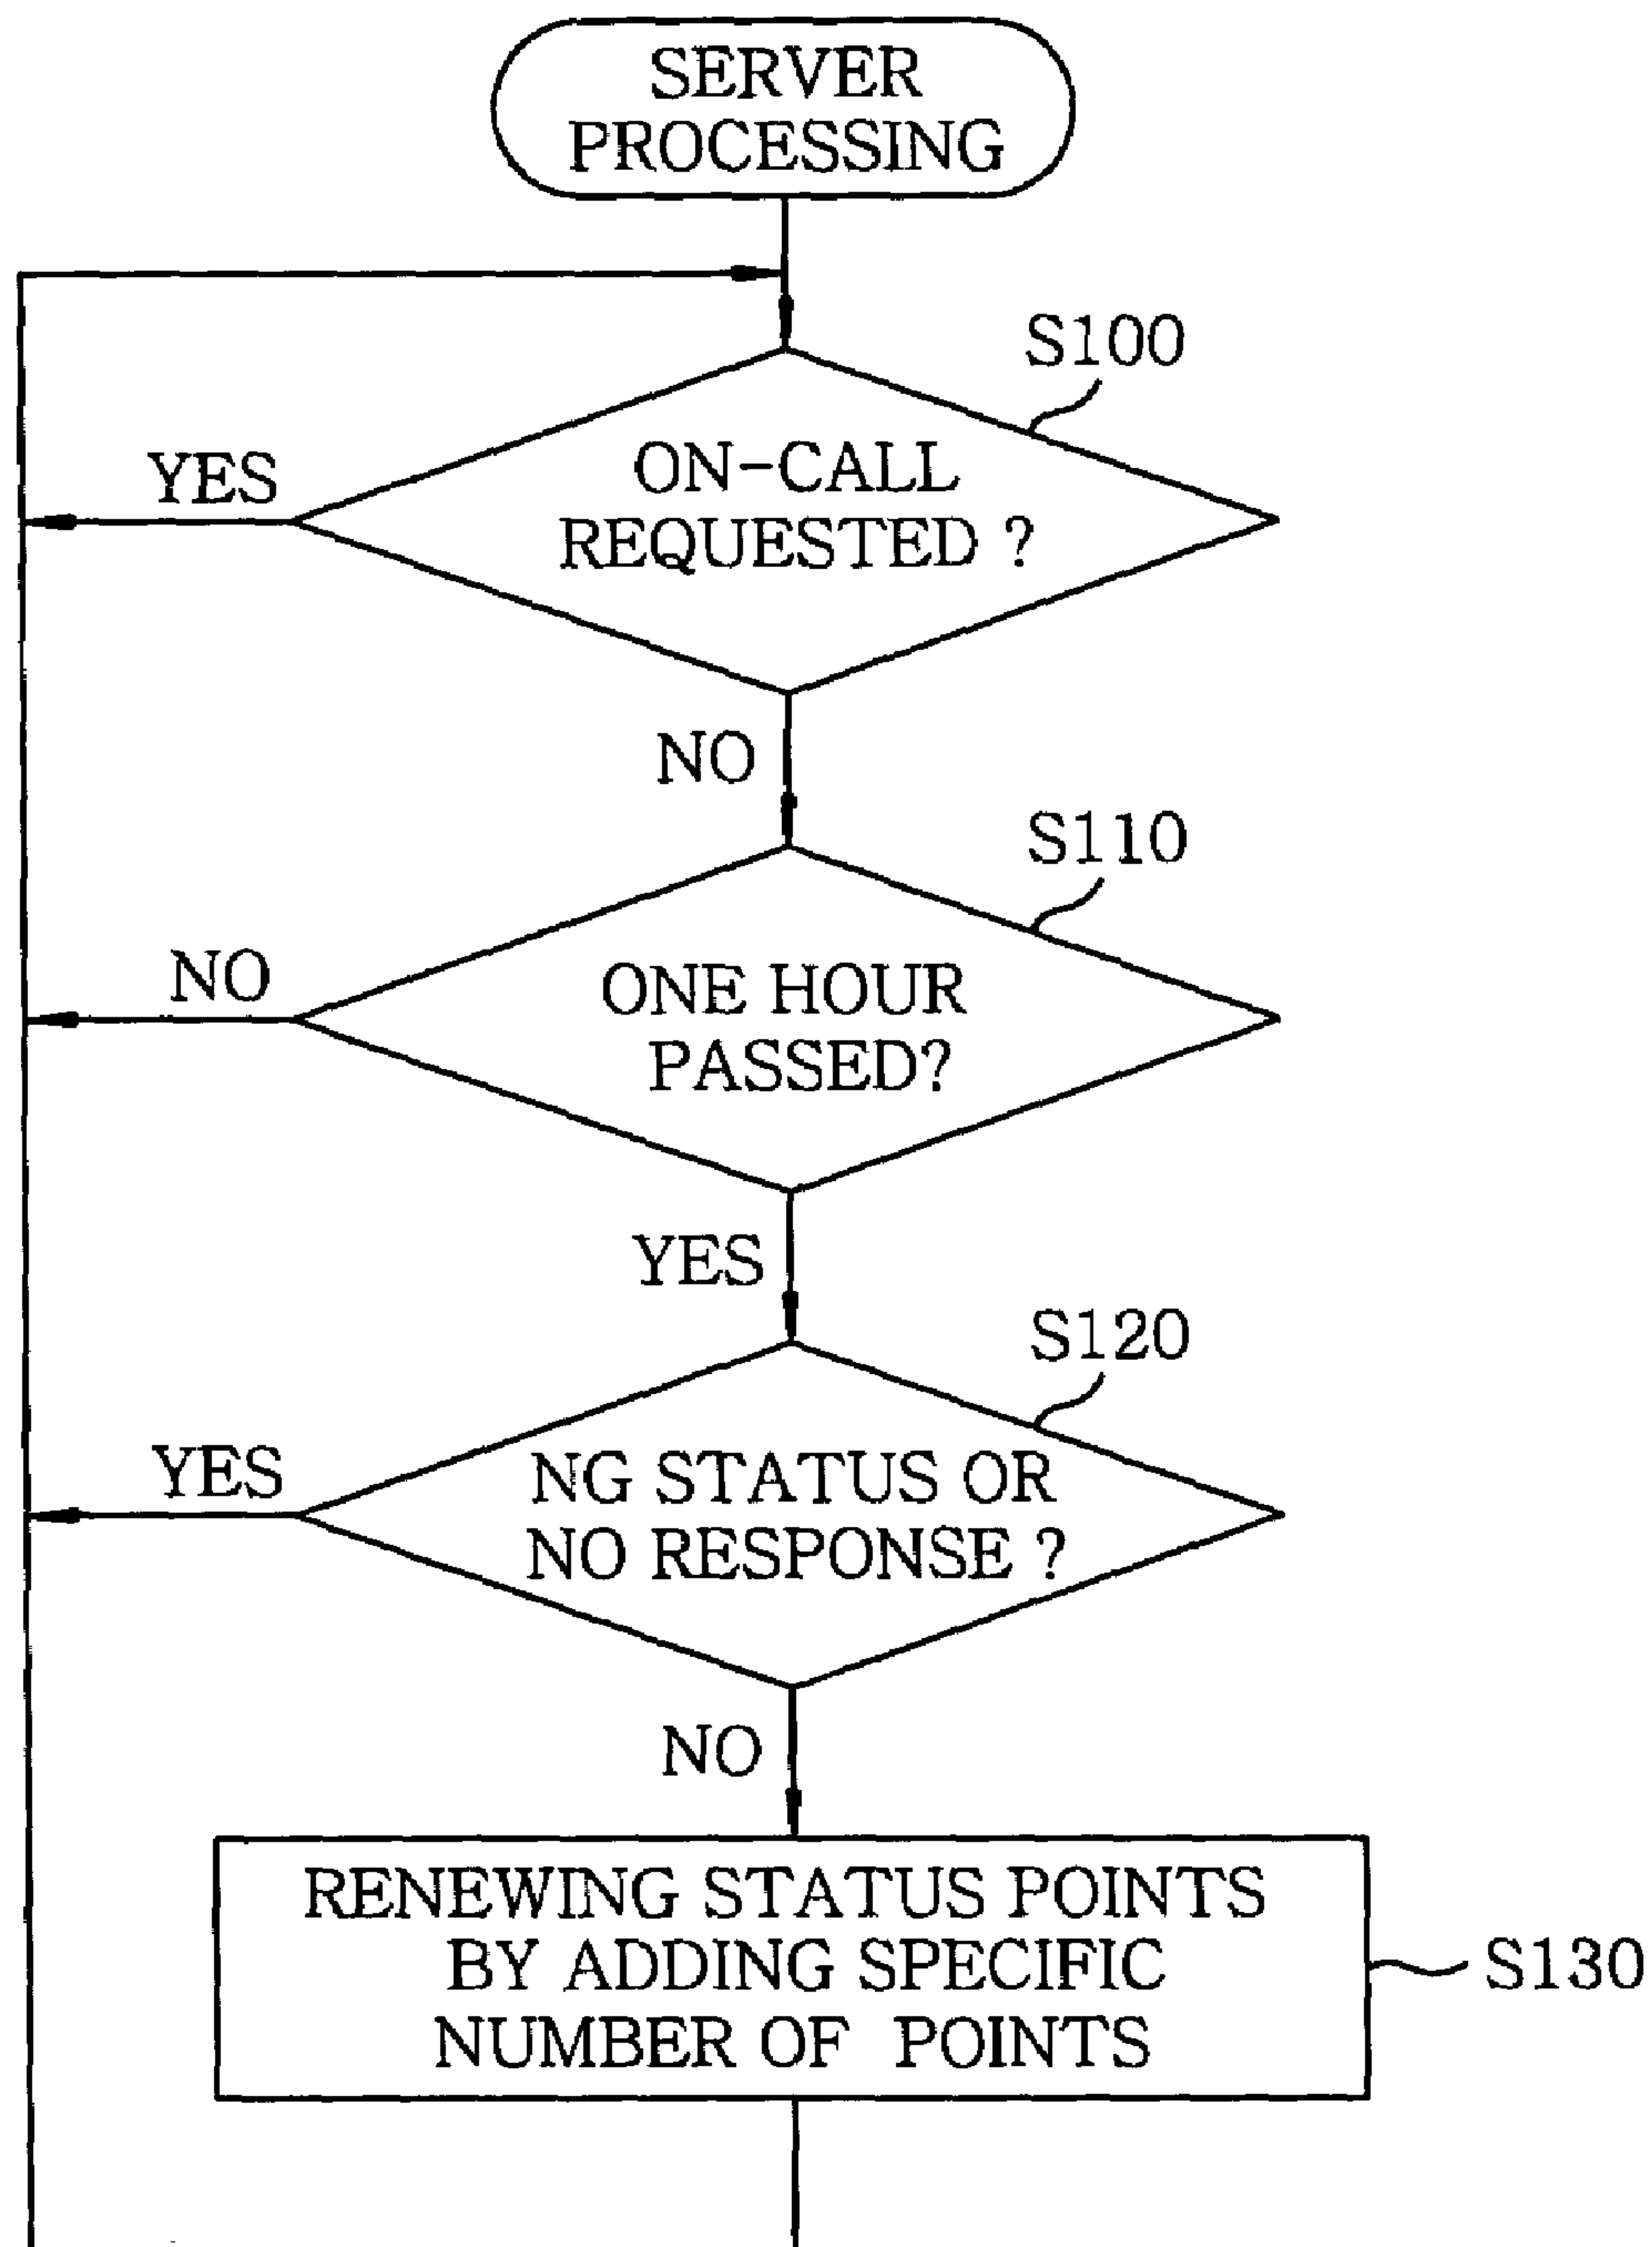 SERVER
PROCESSING
S100
YES
ON-CALL
REQUESTED ?
NO
S110
NO
ONE HOUR
PASSED?
YES
S120
YES
NG STATUS OR
NO RESPONSE ?
NO
RENEWING STATUS POINTS
BY ADDING SPECIFIC
NUMBER OF POINTS
S130